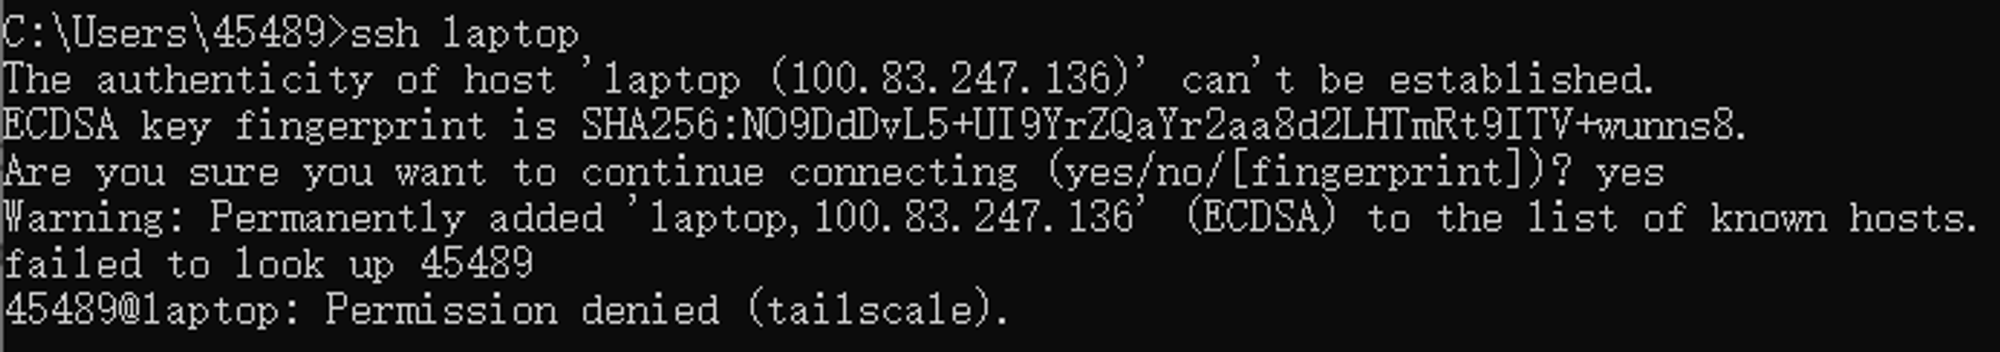 C:\Users\45489>ssh laptop
The authenticity of host 'laptop (100.83.247.136)' can't be established.
ECDSA key fingerprint is SHA256:NO9DdDvL5+UI9YrZQaYr2aa8d2LHTmRt9ITV+wunns8.
Are you sure you want to continue connecting (yes/no/[fingerprint])? yes
Warning: Permanently added 'laptop,100.83.247.136' (ECDSA) to the list of known hosts.
failed to look up 45489
45489@laptop: Permission denied (tailscale).